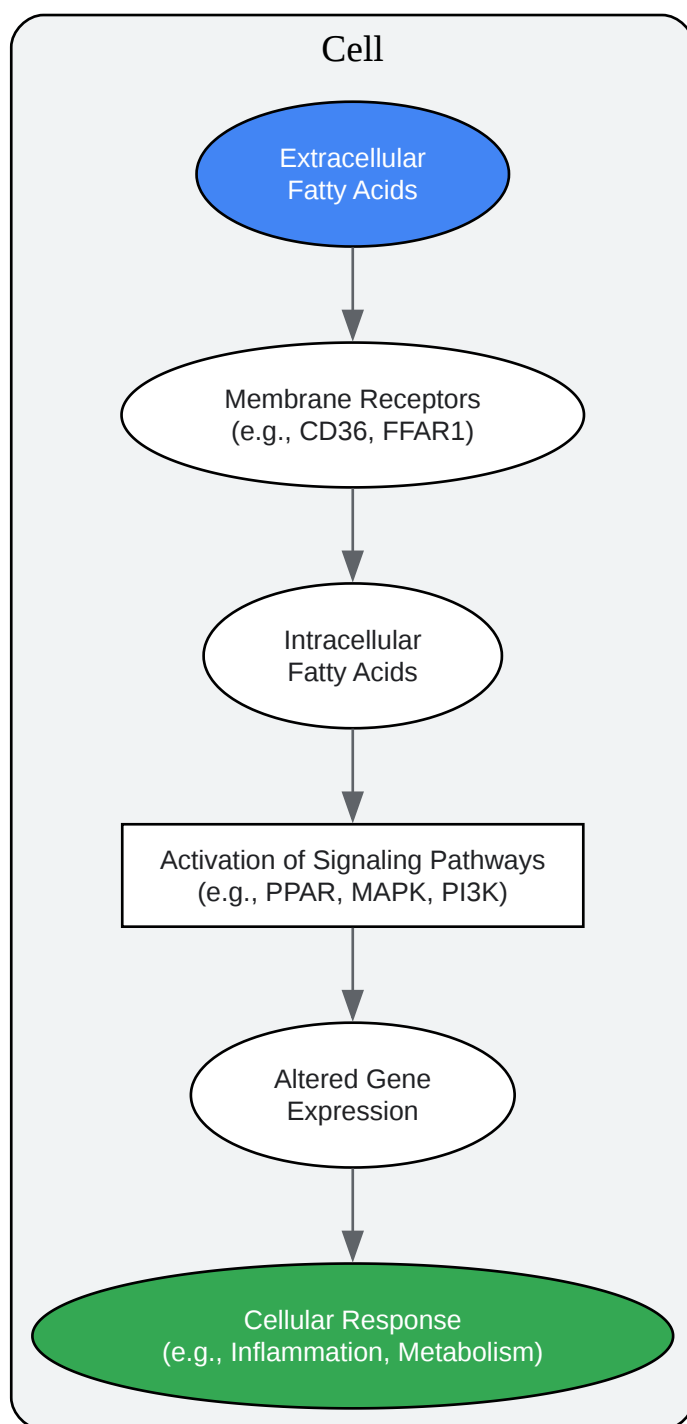 Cell
Extracellular
Fatty Acids
Membrane Receptors
(e.g., CD36, FFAR1)
Intracellular
Fatty Acids
Activation of Signaling Pathways
(e.g., PPAR, MAPK, PI3K)
Altered Gene
Expression
Cellular Response
(e.g., Inflammation, Metabolism)